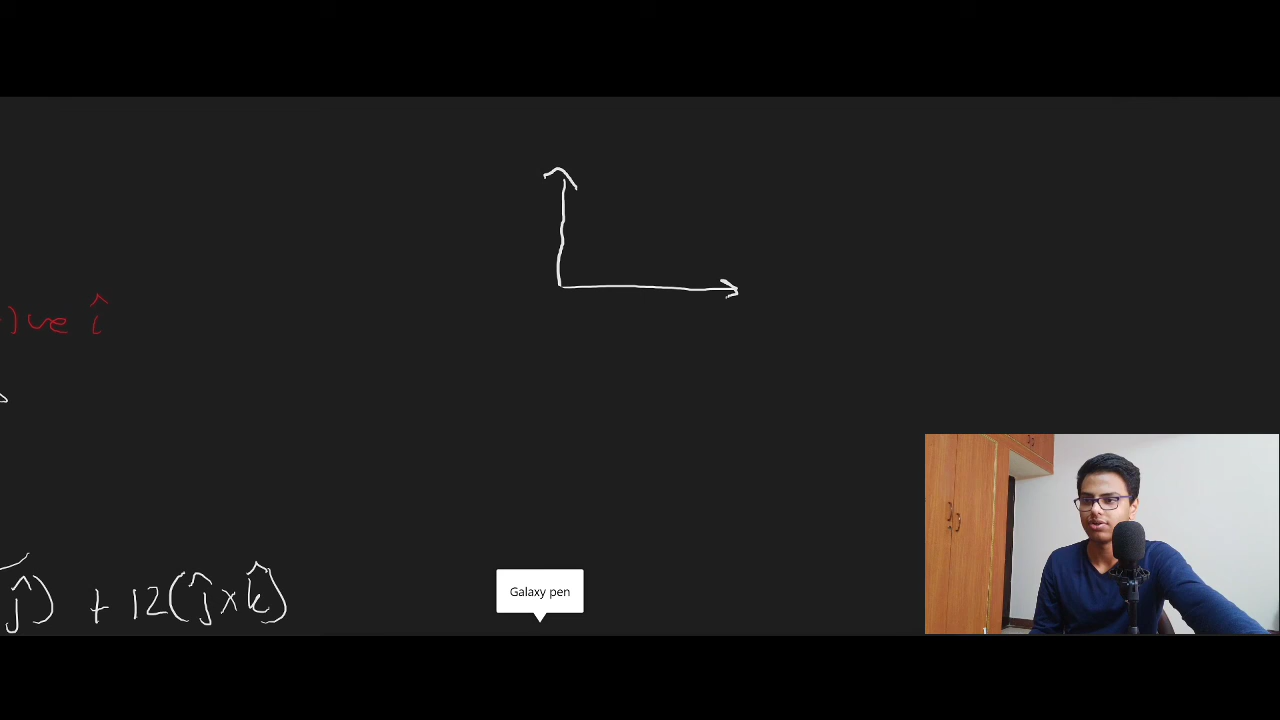 )ve î
ĵ) + 12(ĵ×k̂)
Galaxy pen